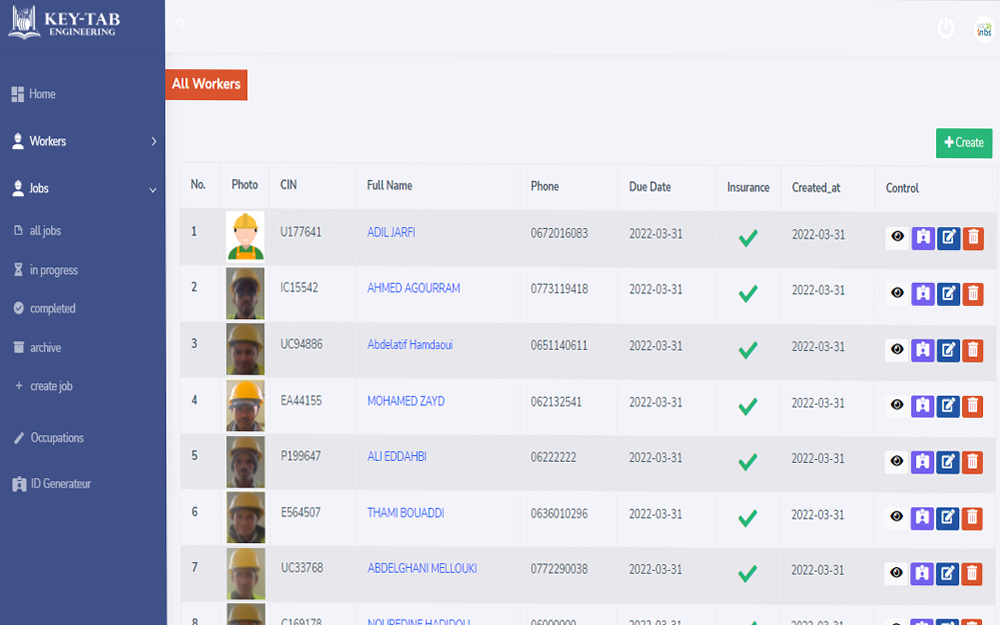 KEY-TAB
ENGINEERING
Home
Workers
Jobs
all jobs
in progress
completed
archive
+ create job
Occupations
ID Generateur
All Workers
+ Create
No. Photo CIN Full Name Phone Due Date Insurance Created_at Control
1 U177641 ADIL JARFI 0672016083 2022-03-31 2022-03-31
2 IC15542 AHMED AGOURRAM 0773119418 2022-03-31 2022-03-31
3 UC94886 Abdelatif Hamdaoui 0651140611 2022-03-31 2022-03-31
4 EA44155 MOHAMED ZAYD 062132541 2022-03-31 2022-03-31
5 P199647 ALI EDDAHBI 06222222 2022-03-31 2022-03-31
6 E564507 THAMI BOUADDI 0636010296 2022-03-31 2022-03-31
7 UC33768 ABDELGHANI MELLOUKI 0772290038 2022-03-31 2022-03-31
8 C169178 NOUREDINE HADIDOU 06000000 2022-03-31 2022-03-31